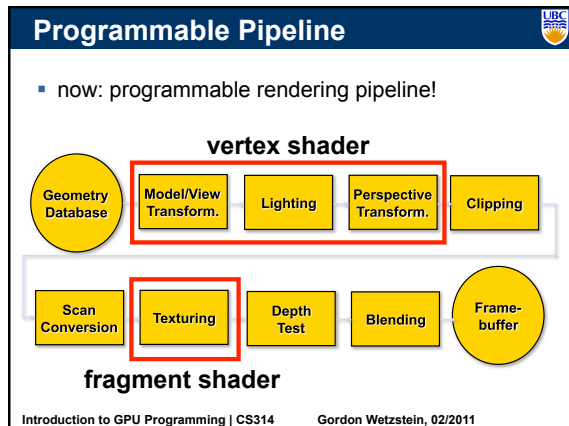 Programmable Pipeline
UBC
now: programmable rendering pipeline!
vertex shader
Geometry
Database
Model/View
Transform.
Lighting
Perspective
Transform.
Clipping
Scan
Conversion
Texturing
Depth
Test
Blending
Frame-
buffer
fragment shader
Introduction to GPU Programming | CS314 Gordon Wetzstein, 02/2011